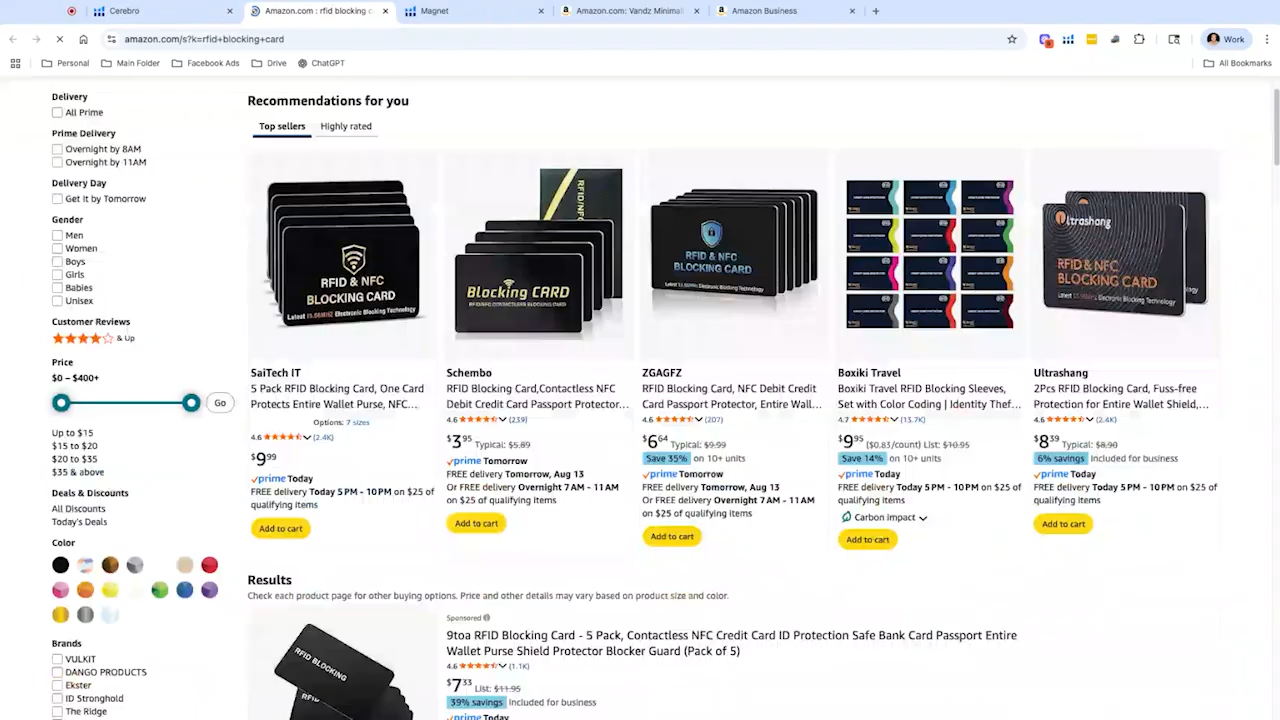 Cerebro
Amazon.com : rfid blocking c
Magnet
Amazon.com: Vandz Minimali
Amazon Business
amazon.com/s?k=rfid+blocking+card
Work
Personal
Main Folder
Facebook Ads
Drive
ChatGPT
All Bookmarks
Delivery
All Prime
Prime Delivery
Overnight by 8AM
Overnight by 11AM
Delivery Day
Get It by Tomorrow
Gender
Men
Women
Boys
Girls
Babies
Unisex
Customer Reviews
& Up
Price
$0 – $400+
Go
Up to $15
$15 to $20
$20 to $35
$35 & above
Deals & Discounts
All Discounts
Today's Deals
Color
Brands
VULKIT
DANGO PRODUCTS
Ekster
ID Stronghold
The Ridge
Recommendations for you
Top sellers
Highly rated
RFID & NFC
BLOCKING CARD
Latest 13.56MHZ Electronic Blocking Technology
SaiTech IT
5 Pack RFID Blocking Card, One Card
Protects Entire Wallet Purse, NFC...
Options: 7 sizes
4.6 (2.4K)
$9.99
prime Today
FREE delivery Today 5 PM - 10 PM on $25 of
qualifying items
Add to cart
RFID/NFC
Blocking CARD
RFID/NFC CONTACTLESS BLOCKING CARD
Schembo
RFID Blocking Card,Contactless NFC
Debit Credit Card Passport Protector...
4.6 (239)
$3.95 Typical: $5.89
prime Tomorrow
FREE delivery Tomorrow, Aug 13
Or FREE delivery Overnight 7 AM - 11 AM
on $25 of qualifying items
Add to cart
RFID & NFC
BLOCKING CARD
Latest 13.56MHZ Electronic Blocking Technology
ZGAGFZ
RFID Blocking Card, NFC Debit Credit
Card Passport Protector, Entire Wall...
4.6 (207)
$6.64 Typical: $9.99
Save 35% on 10+ units
prime Tomorrow
FREE delivery Tomorrow, Aug 13
Or FREE delivery Overnight 7 AM - 11 AM
on $25 of qualifying items
Add to cart
Boxiki Travel
Boxiki Travel RFID Blocking Sleeves,
Set with Color Coding | Identity Thef...
4.7 (13.7K)
$9.95 ($0.83/count) List: $10.95
Save 14% on 10+ units
prime Today
FREE delivery Today 5 PM - 10 PM on $25 of
qualifying items
Carbon impact
Add to cart
Ultrashang
RFID & NFC
BLOCKING CARD
Latest 13.56MHz Electronic Blocking Technology
Ultrashang
2Pcs RFID Blocking Card, Fuss-free
Protection for Entire Wallet Shield,...
4.6 (2.4K)
$8.39 Typical: $8.90
6% savings Included for business
prime Today
FREE delivery Today 5 PM - 10 PM on $25 of
qualifying items
Add to cart
Results
Check each product page for other buying options. Price and other details may vary based on product size and color.
RFID BLOCKING
RFID
Sponsored
9toa RFID Blocking Card - 5 Pack, Contactless NFC Credit Card ID Protection Safe Bank Card Passport Entire
Wallet Purse Shield Protector Blocker Guard (Pack of 5)
4.6 (1.1K)
$7.33 List: $11.95
39% savings Included for business
prime Today